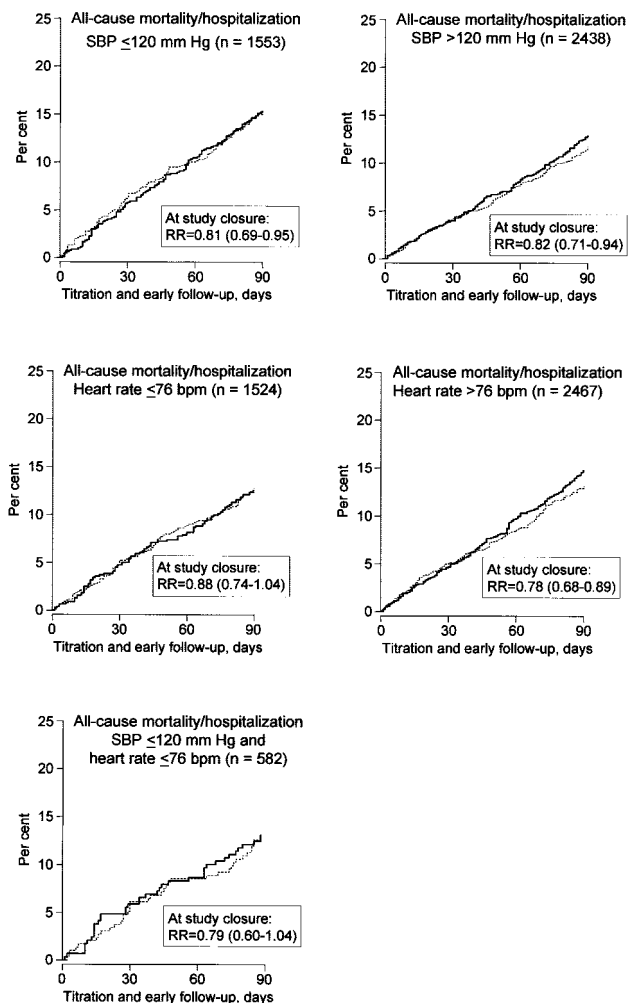 All-cause mortality/hospitalization
SBP ≤120 mm Hg (n = 1553)
25
20
15
10
5
0
Per cent
At study closure:
RR=0.81 (0.69-0.95)
0 30 60 90
Titration and early follow-up, days
All-cause mortality/hospitalization
SBP >120 mm Hg (n = 2438)
25
20
15
10
5
0
Per cent
At study closure:
RR=0.82 (0.71-0.94)
0 30 60 90
Titration and early follow-up, days
All-cause mortality/hospitalization
Heart rate ≤76 bpm (n = 1524)
25
20
15
10
5
0
Per cent
At study closure:
RR=0.88 (0.74-1.04)
0 30 60 90
Titration and early follow-up, days
All-cause mortality/hospitalization
Heart rate >76 bpm (n = 2467)
25
20
15
10
5
0
Per cent
At study closure:
RR=0.78 (0.68-0.89)
0 30 60 90
Titration and early follow-up, days
All-cause mortality/hospitalization
SBP ≤120 mm Hg and
heart rate ≤76 bpm (n = 582)
25
20
15
10
5
0
Per cent
At study closure:
RR=0.79 (0.60-1.04)
0 30 60 90
Titration and early follow-up, days